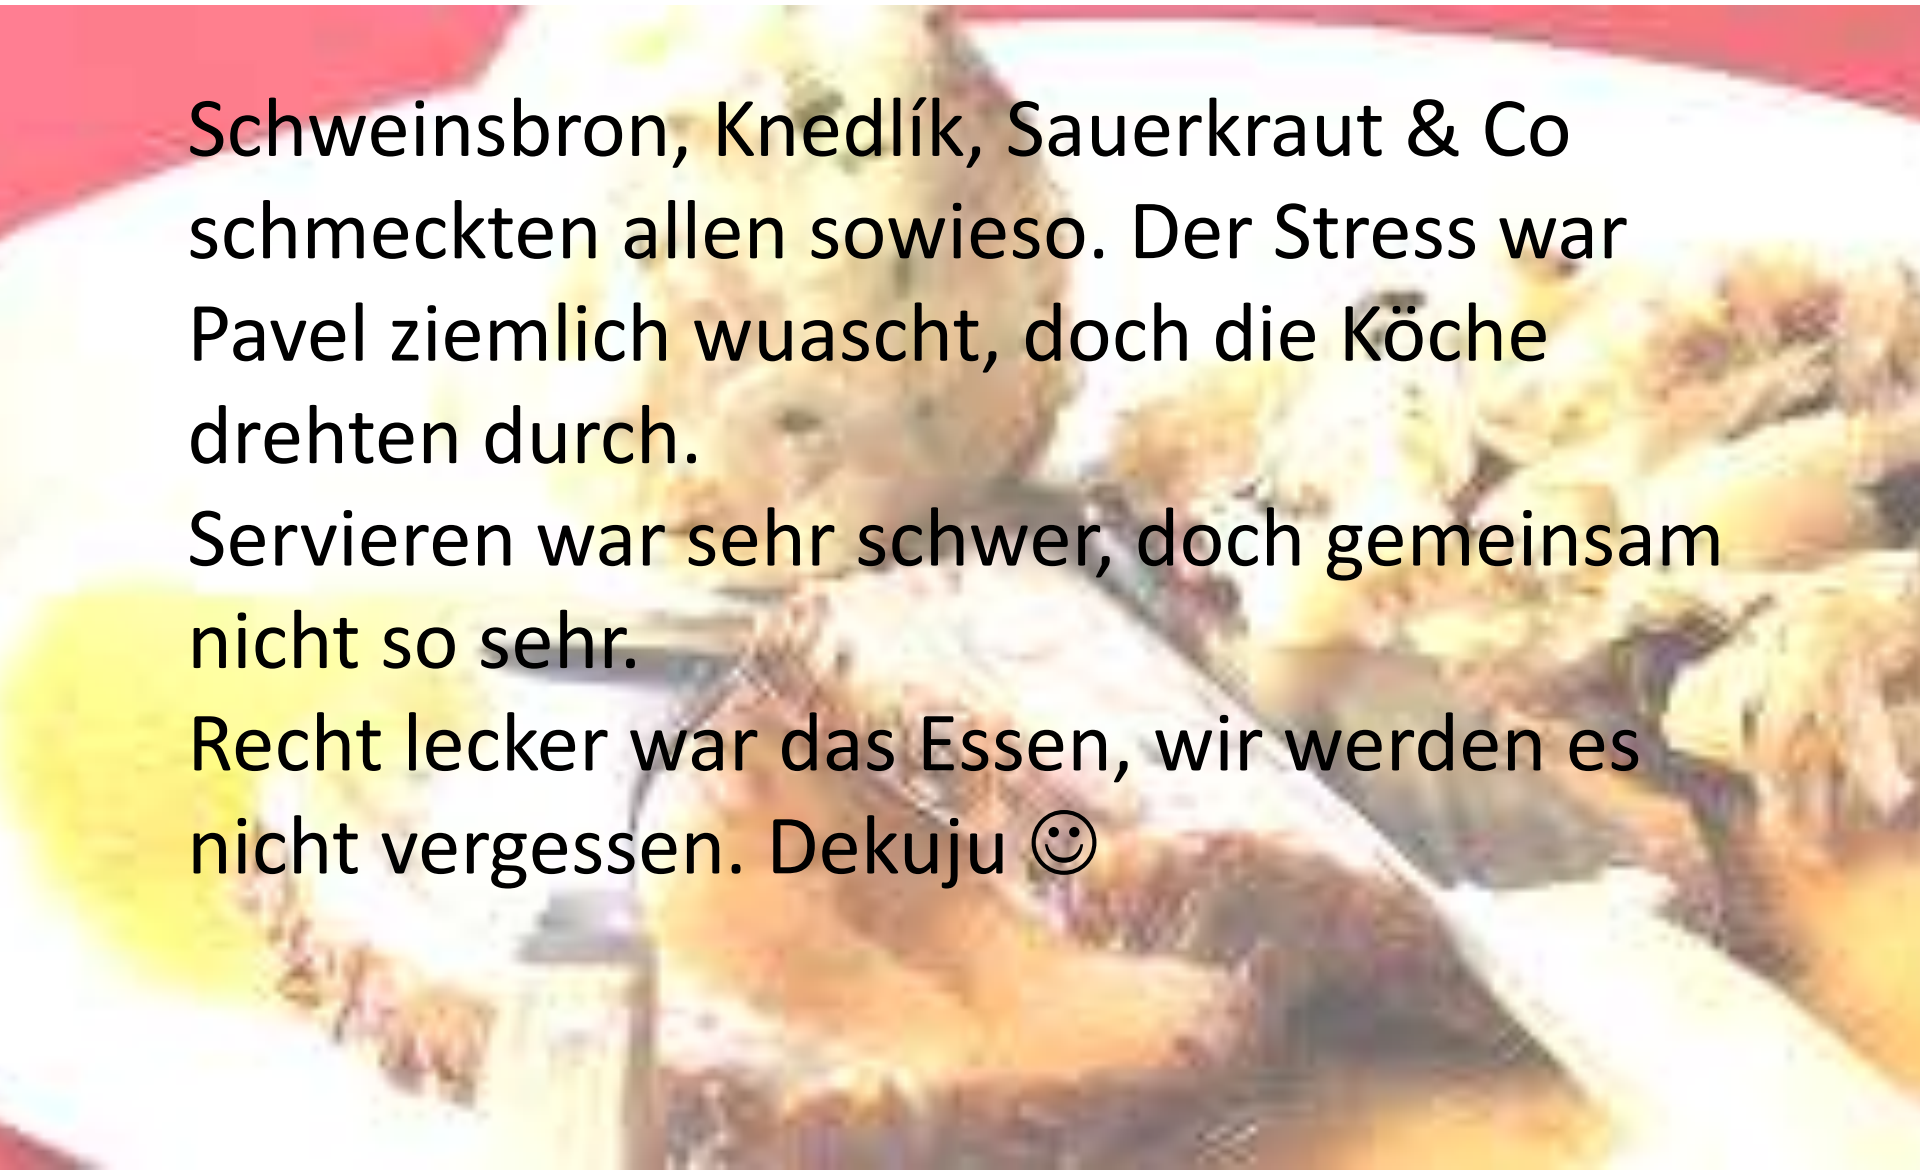 Schweinsbron, Knedlík, Sauerkraut & Co
schmeckten allen sowieso. Der Stress war
Pavel ziemlich wuascht, doch die Köche
drehten durch.
Servieren war sehr schwer, doch gemeinsam
nicht so sehr.
Recht lecker war das Essen, wir werden es
nicht vergessen. Dekuju ☺